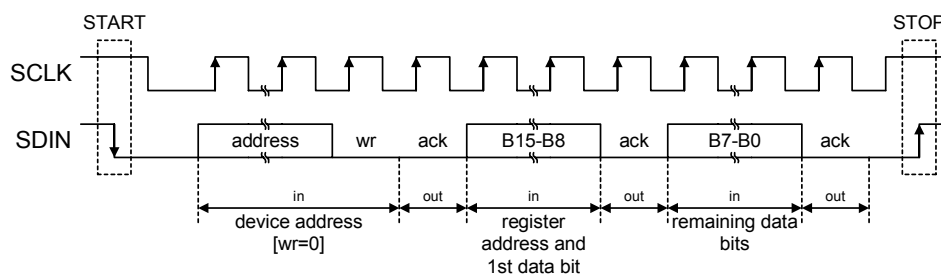 START
STOP
SCLK
SDIN
address
wr
ack
B15-B8
ack
B7-B0
ack
in
out
in
out
in
out
device address
[wr=0]
register
address and
1st data bit
remaining data
bits